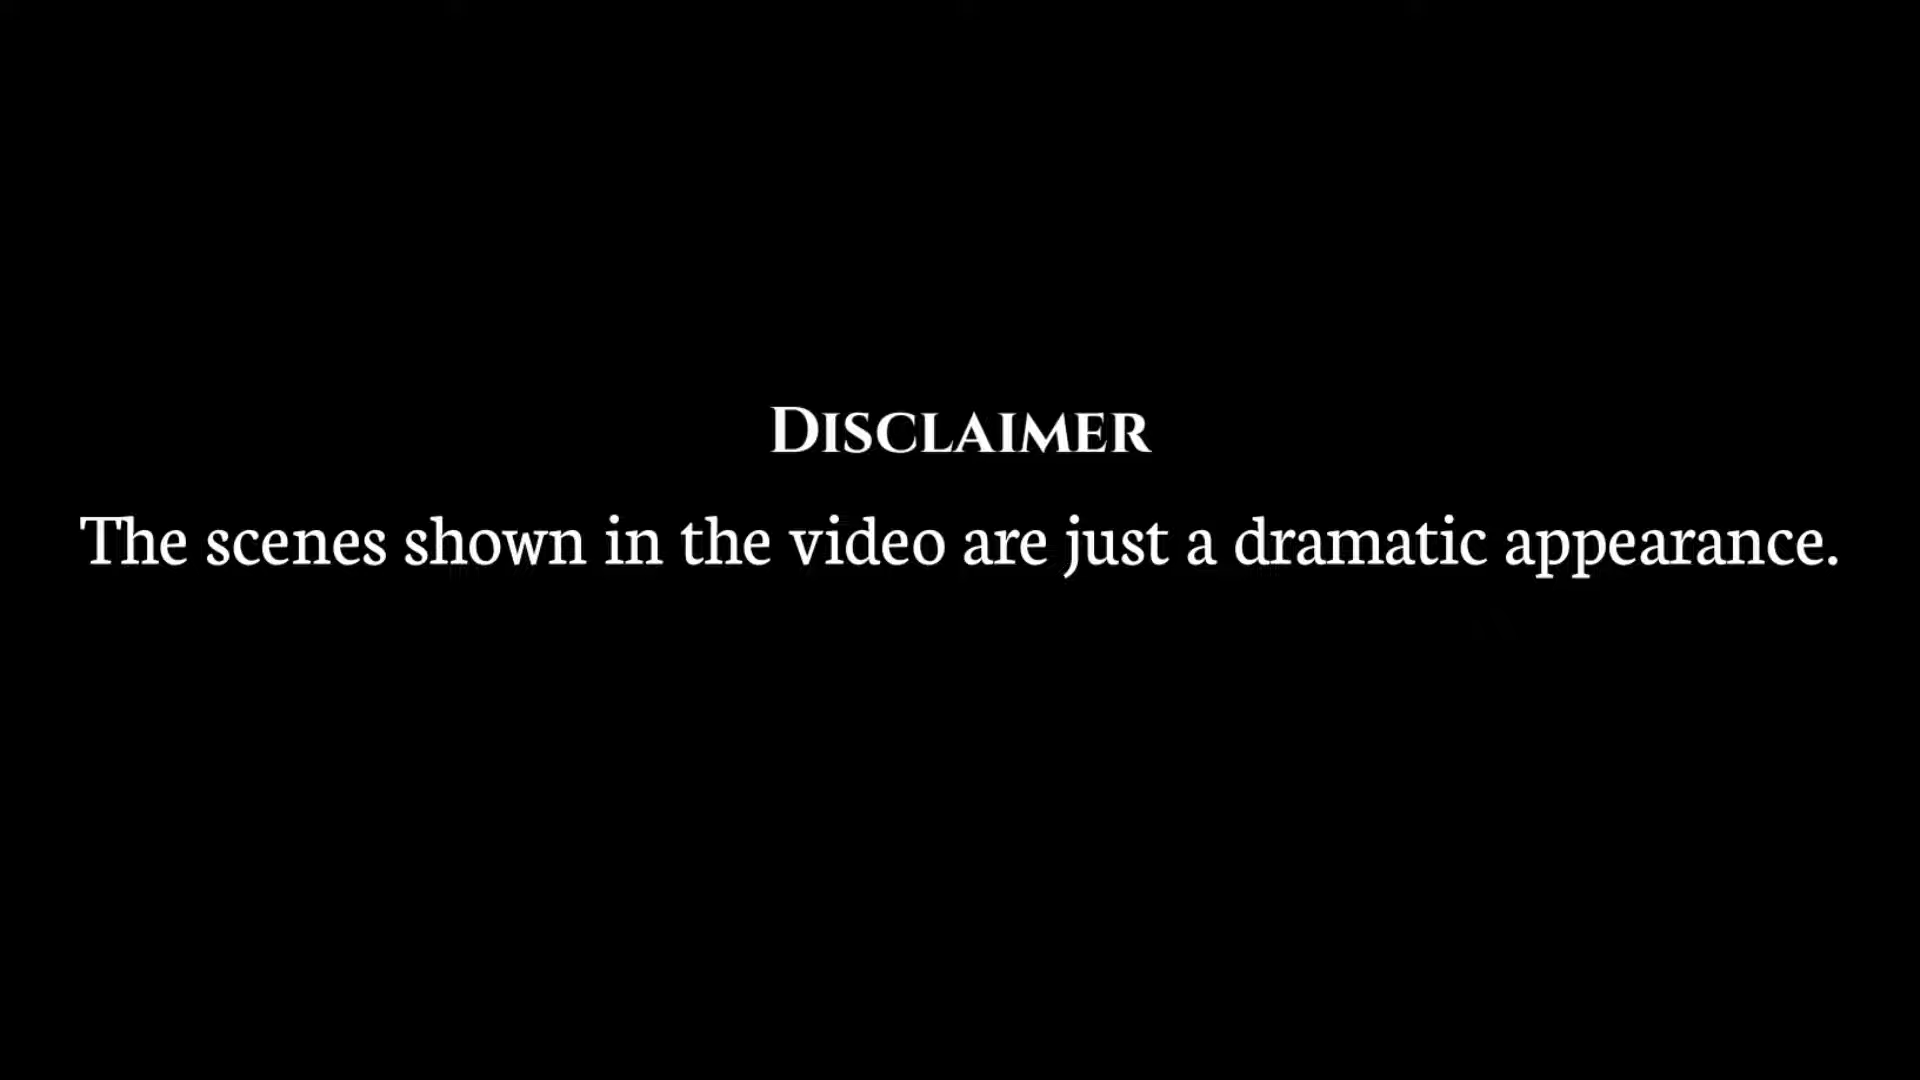 Disclaimer
The scenes shown in the video are just a dramatic appearance.